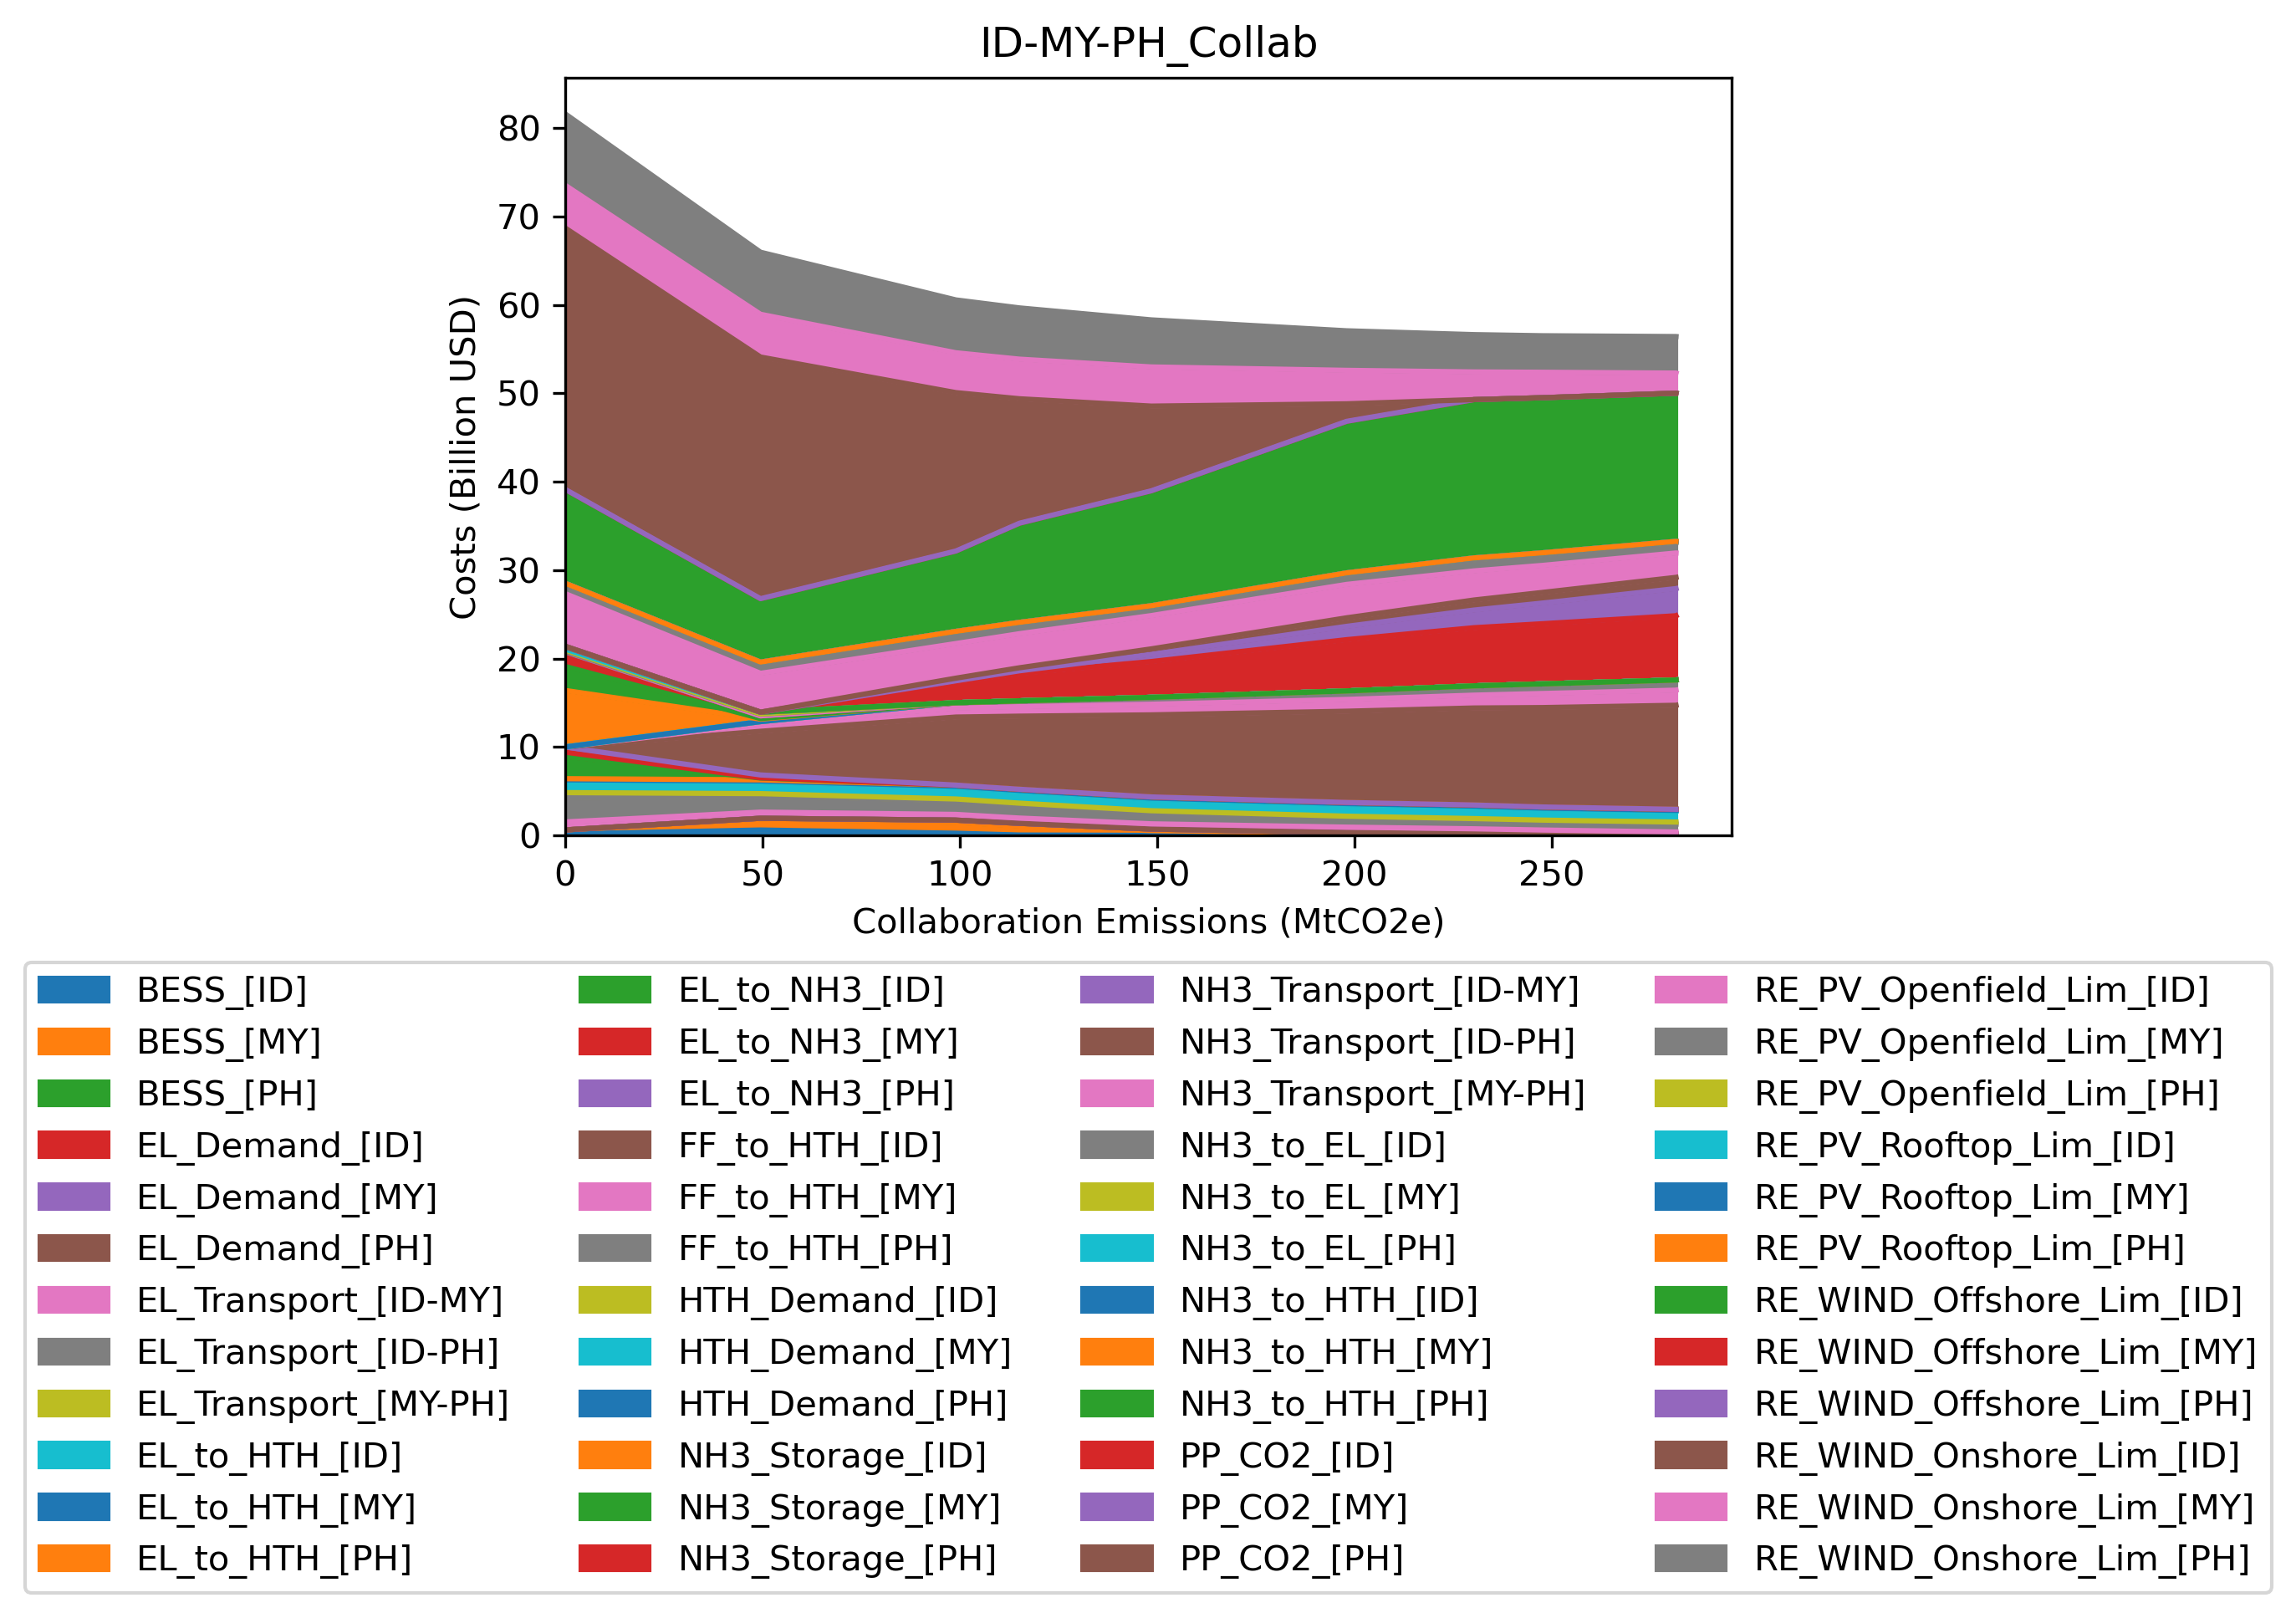 ID-MY-PH_Collab
Costs (Billion USD)
80
70
60
50
40
30
20
10
0
0 50 100 150 200 250
Collaboration Emissions (MtCO2e)
BESS_[ID]
BESS_[MY]
BESS_[PH]
EL_Demand_[ID]
EL_Demand_[MY]
EL_Demand_[PH]
EL_Transport_[ID-MY]
EL_Transport_[ID-PH]
EL_Transport_[MY-PH]
EL_to_HTH_[ID]
EL_to_HTH_[MY]
EL_to_HTH_[PH]
EL_to_NH3_[ID]
EL_to_NH3_[MY]
EL_to_NH3_[PH]
FF_to_HTH_[ID]
FF_to_HTH_[MY]
FF_to_HTH_[PH]
HTH_Demand_[ID]
HTH_Demand_[MY]
HTH_Demand_[PH]
NH3_Storage_[ID]
NH3_Storage_[MY]
NH3_Storage_[PH]
NH3_Transport_[ID-MY]
NH3_Transport_[ID-PH]
NH3_Transport_[MY-PH]
NH3_to_EL_[ID]
NH3_to_EL_[MY]
NH3_to_EL_[PH]
NH3_to_HTH_[ID]
NH3_to_HTH_[MY]
NH3_to_HTH_[PH]
PP_CO2_[ID]
PP_CO2_[MY]
PP_CO2_[PH]
RE_PV_Openfield_Lim_[ID]
RE_PV_Openfield_Lim_[MY]
RE_PV_Openfield_Lim_[PH]
RE_PV_Rooftop_Lim_[ID]
RE_PV_Rooftop_Lim_[MY]
RE_PV_Rooftop_Lim_[PH]
RE_WIND_Offshore_Lim_[ID]
RE_WIND_Offshore_Lim_[MY]
RE_WIND_Offshore_Lim_[PH]
RE_WIND_Onshore_Lim_[ID]
RE_WIND_Onshore_Lim_[MY]
RE_WIND_Onshore_Lim_[PH]